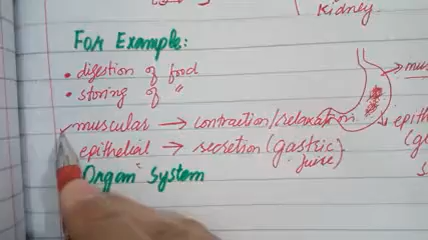 Kidney
For Example:
• digestion of food
• storing of "
muscular → contraction/relaxation
epithelial → secretion (gastric
juice)
Organ System